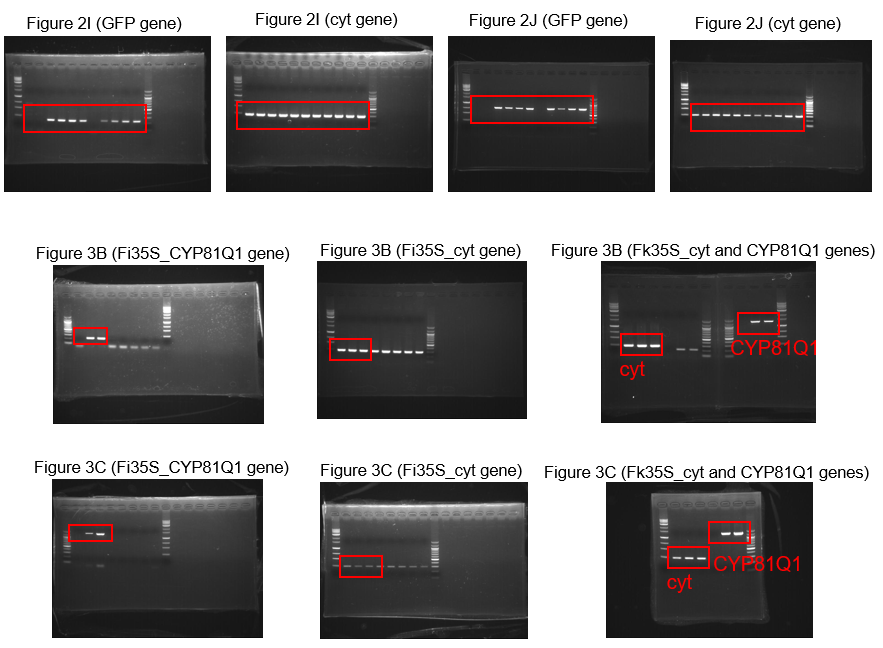 Figure 2I (GFP gene)
Figure 2I (cyt gene)
Figure 2J (GFP gene)
Figure 2J (cyt gene)
Figure 3B (Fi35S_CYP81Q1 gene)
Figure 3B (Fi35S_cyt gene)
Figure 3B (Fk35S_cyt and CYP81Q1 genes)
CYP81Q1
cyt
Figure 3C (Fi35S_CYP81Q1 gene)
Figure 3C (Fi35S_cyt gene)
Figure 3C (Fk35S_cyt and CYP81Q1 genes)
CYP81Q1
cyt